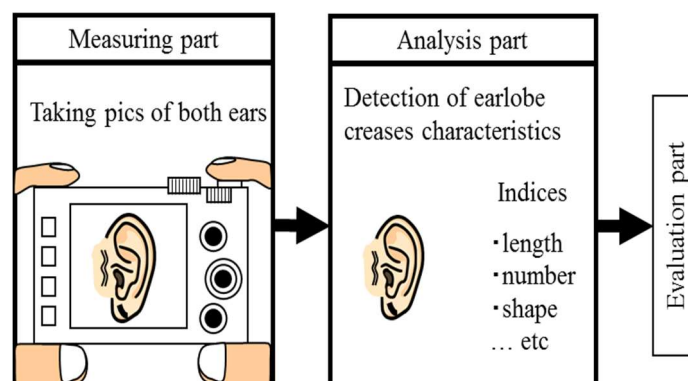 Measuring part
Taking pics of both ears
Analysis part
Detection of earlobe
creases characteristics
Indices
・length
・number
・shape
… etc
Evaluation part